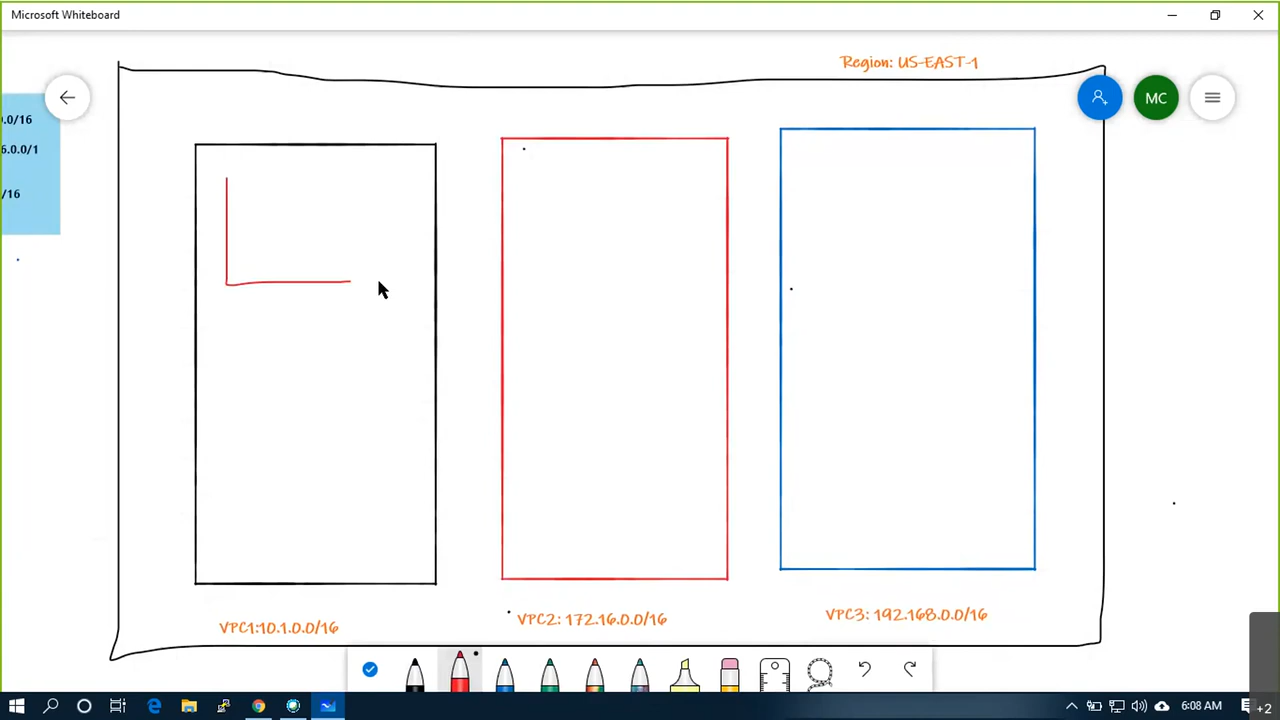 Microsoft Whiteboard
Region: US-EAST-1
MC
.0/16
6.0.0/1
/16
VPC1:10.1.0.0/16
VPC2: 172.16.0.0/16
VPC3: 192.168.0.0/16
6:08 AM
+2